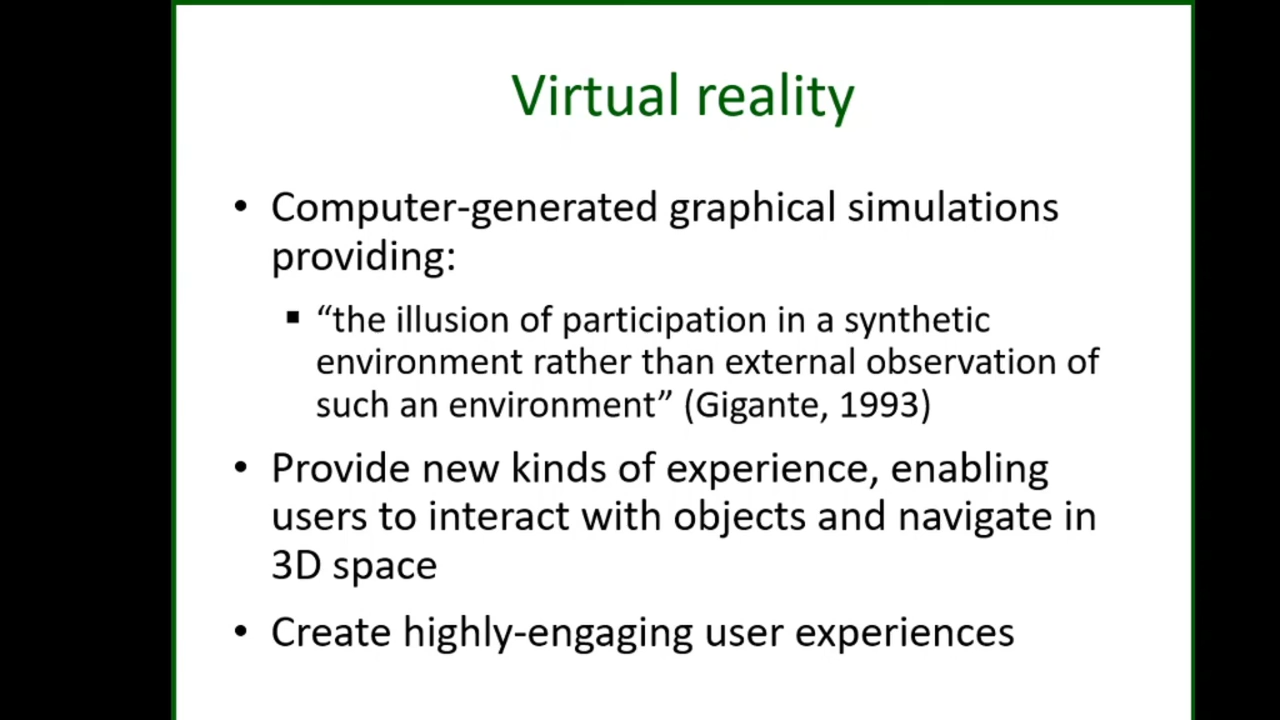 Virtual reality
• Computer-generated graphical simulations
providing:
▪ “the illusion of participation in a synthetic
environment rather than external observation of
such an environment” (Gigante, 1993)
• Provide new kinds of experience, enabling
users to interact with objects and navigate in
3D space
• Create highly-engaging user experiences